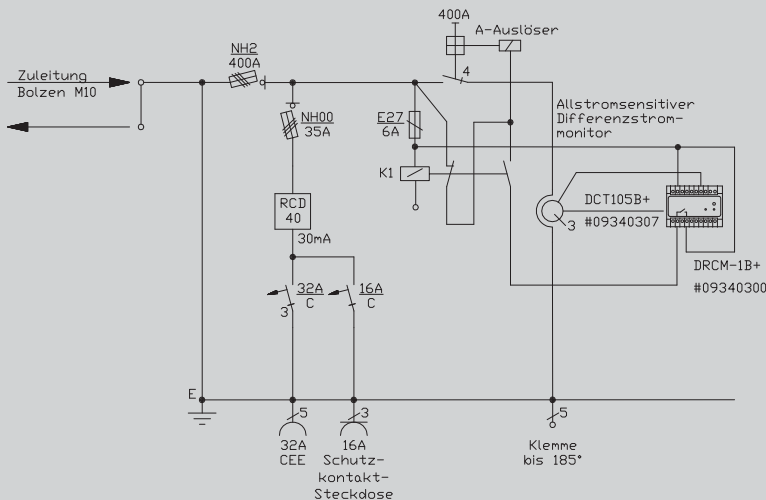 400A
A-Auslöser
NH2
400A
4
Zuleitung
Bolzen M10
Allstromsensitiver
Differenzstrom-
monitor
NH00
35A
E27
6A
K1
RCD
40
30mA
DCT105B+
#09340307
3
DRCM-1B+
#09340300
32A
C
3
16A
C
E
5
3
5
32A
CEE
16A
Schutz-
kontakt-
Steckdose
Klemme
bis 185°